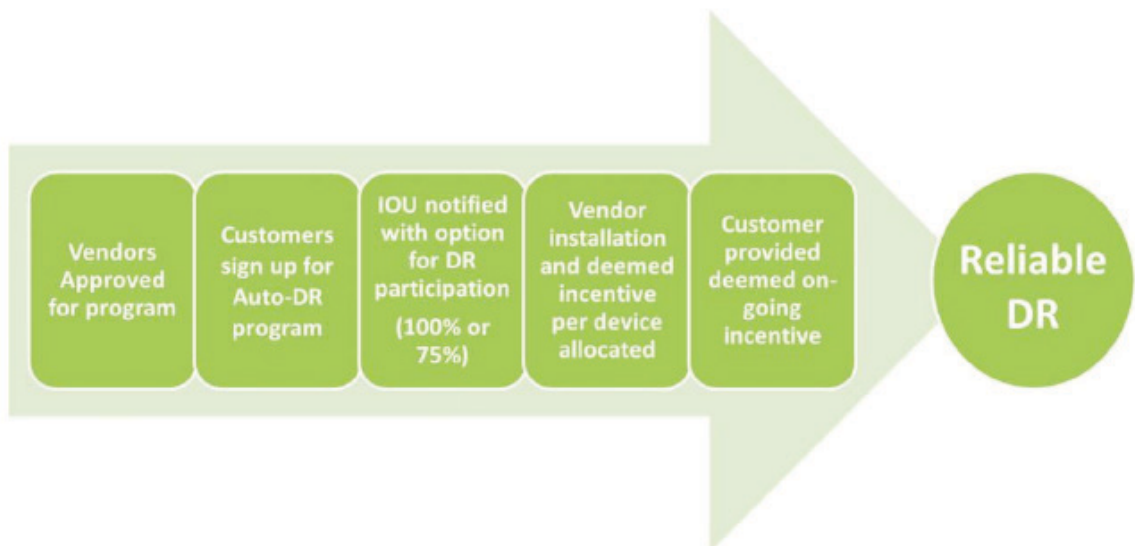 Vendors
Approved
for program
Customers
sign up for
Auto-DR
program
IOU notified
with option
for DR
participation
(100% or
75%)
Vendor
installation
and deemed
incentive
per device
allocated
Customer
provided
deemed on-
going
incentive
Reliable
DR